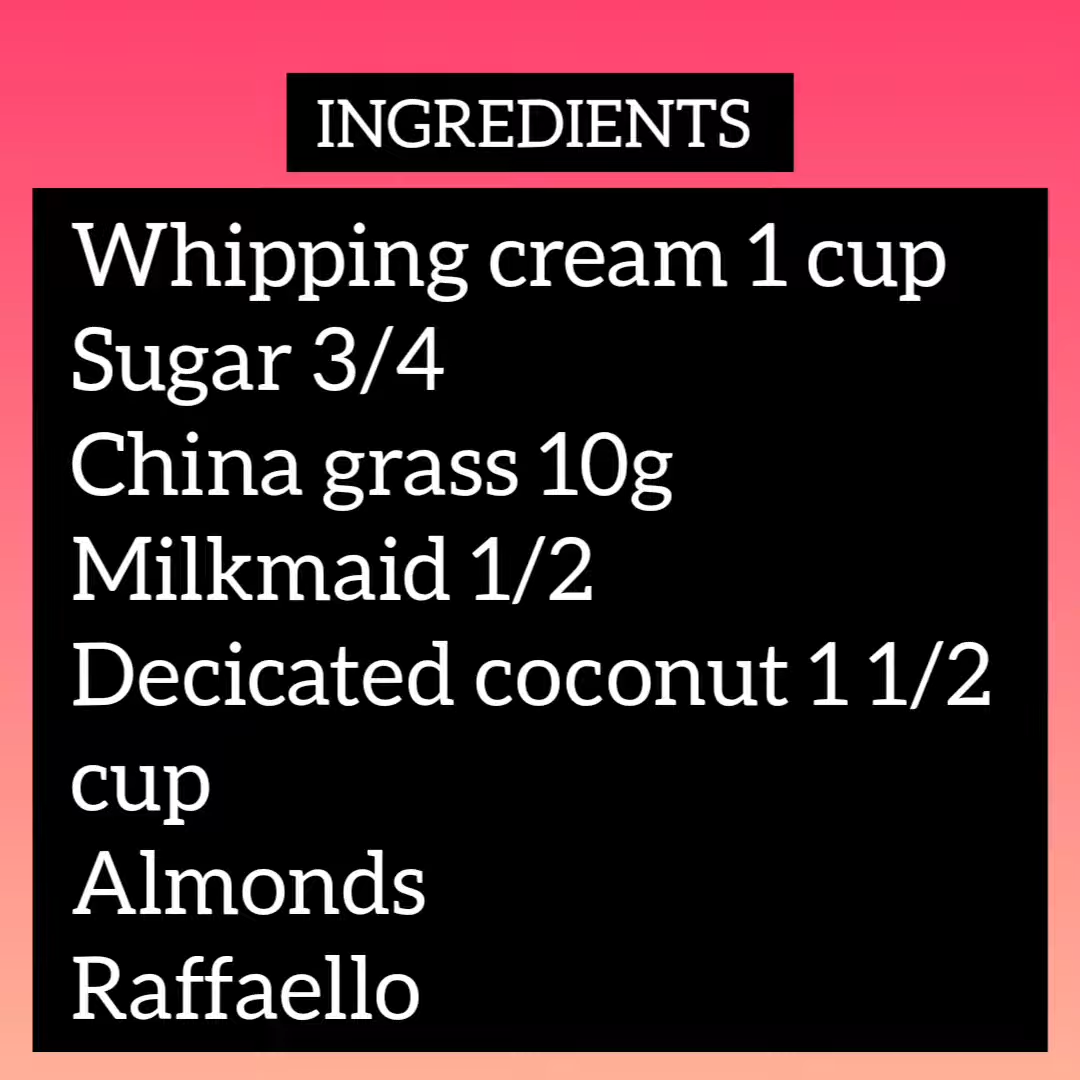 INGREDIENTS
Whipping cream 1 cup
Sugar 3/4
China grass 10g
Milkmaid 1/2
Decicated coconut 1 1/2
cup
Almonds
Raffaello